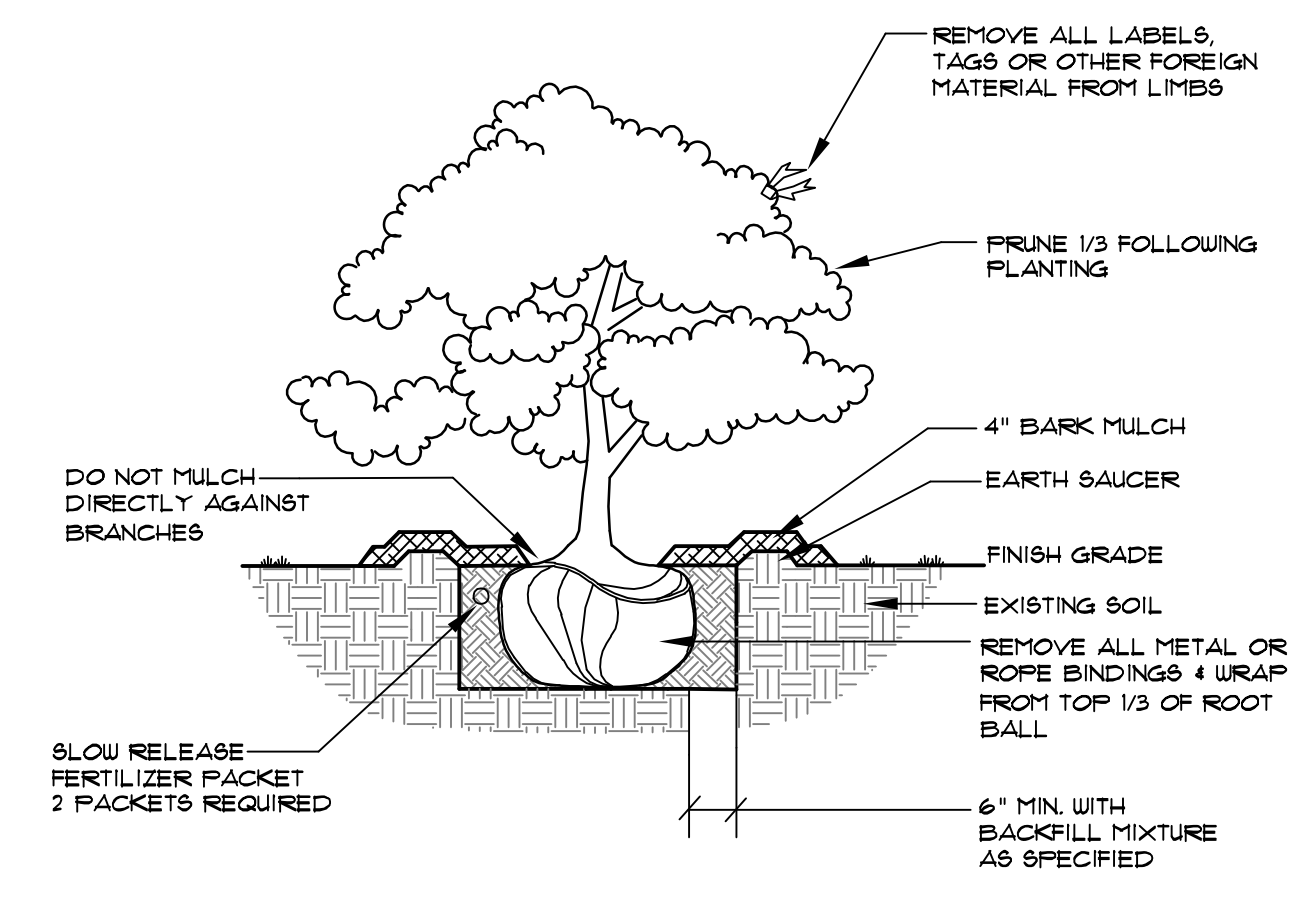 REMOVE ALL LABELS,
TAGS OR OTHER FOREIGN
MATERIAL FROM LIMBS
PRUNE 1/3 FOLLOWING
PLANTING
4" BARK MULCH
EARTH SAUCER
DO NOT MULCH
DIRECTLY AGAINST
BRANCHES
FINISH GRADE
EXISTING SOIL
REMOVE ALL METAL OR
ROPE BINDINGS & WRAP
FROM TOP 1/3 OF ROOT
BALL
SLOW RELEASE
FERTILIZER PACKET
2 PACKETS REQUIRED
6" MIN. WITH
BACKFILL MIXTURE
AS SPECIFIED